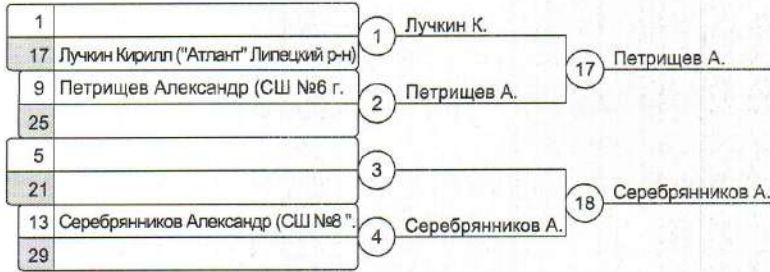 1
17 Лучкин Кирилл ("Атлант" Липецкий р-н)
1
Лучкин К.
9 Петрищев Александр (СШ №6 г.
25
2
Петрищев А.
17
Петрищев А.
5
21
3
13 Серебрянников Александр (СШ №8 ".
29
4
Серебрянников А.
18
Серебрянников А.